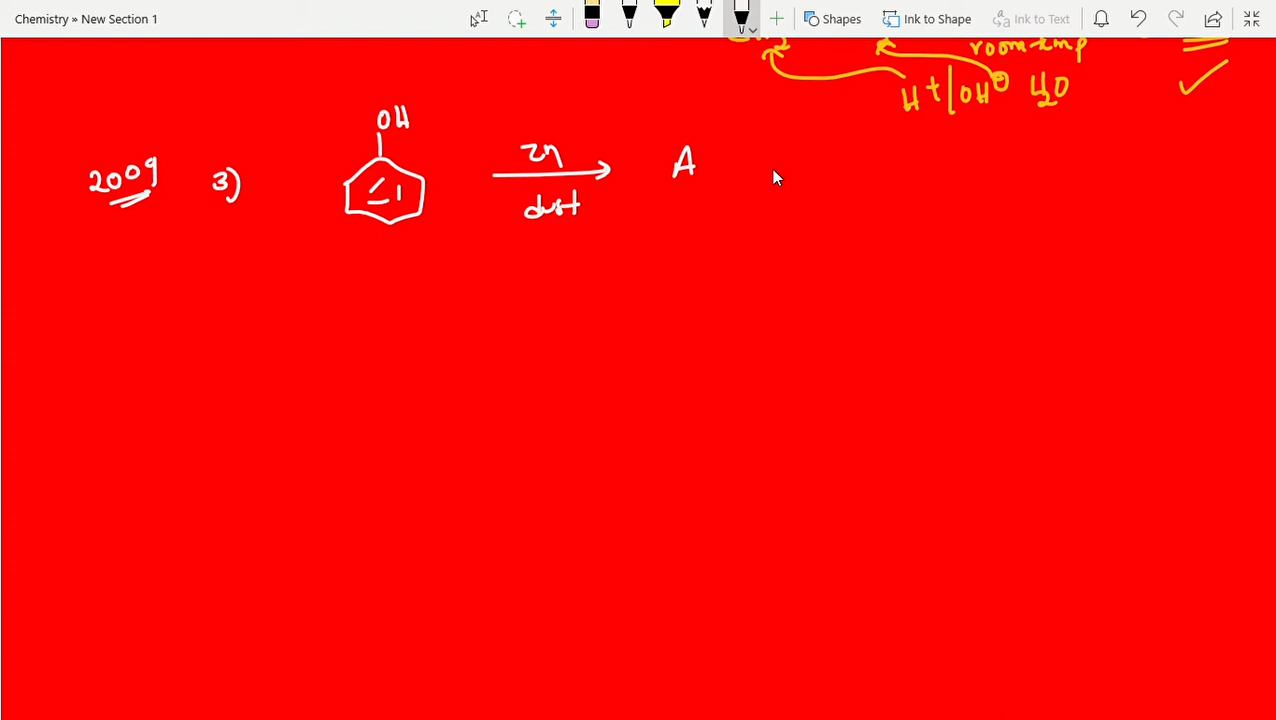 Chemistry » New Section 1
Shapes
Ink to Shape
Ink to Text
room temp
H+/OH⊖ H2O
2009 3)
OH
Zn
dust
A